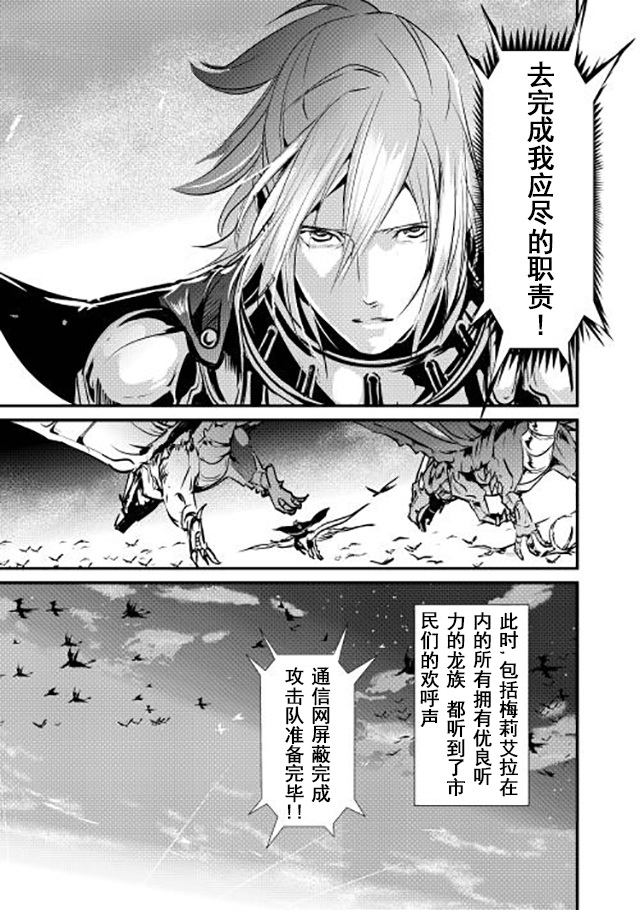 去完成我应尽的职责！
此时，包括梅莉艾拉在
内的所有拥有优良听
力的龙族 都听到了市
民们的欢呼声
通信网屏蔽完成
攻击队准备完毕!!